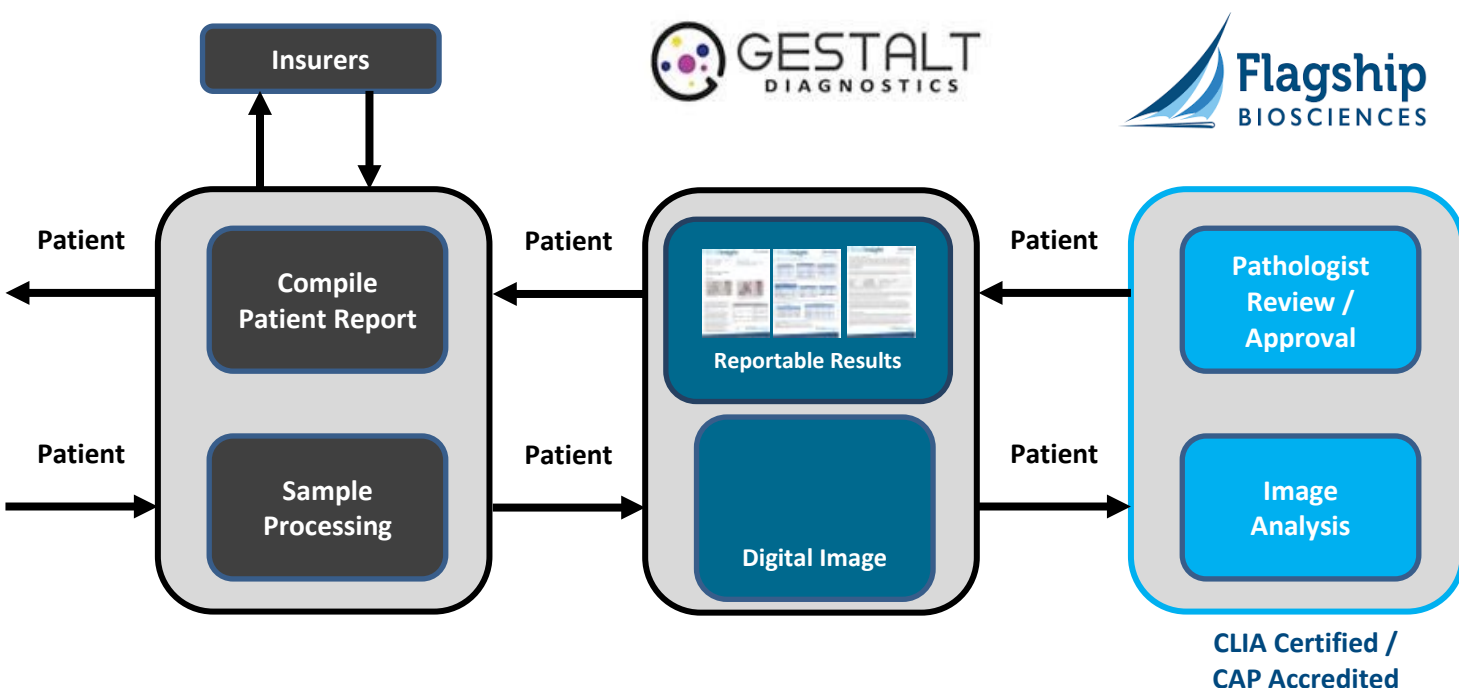 Insurers
GESTALT
DIAGNOSTICS
Flagship
BIOSCIENCES
Patient
Compile
Patient Report
Patient
Reportable Results
Patient
Pathologist
Review /
Approval
Patient
Sample
Processing
Patient
Digital Image
Patient
Image
Analysis
CLIA Certified /
CAP Accredited